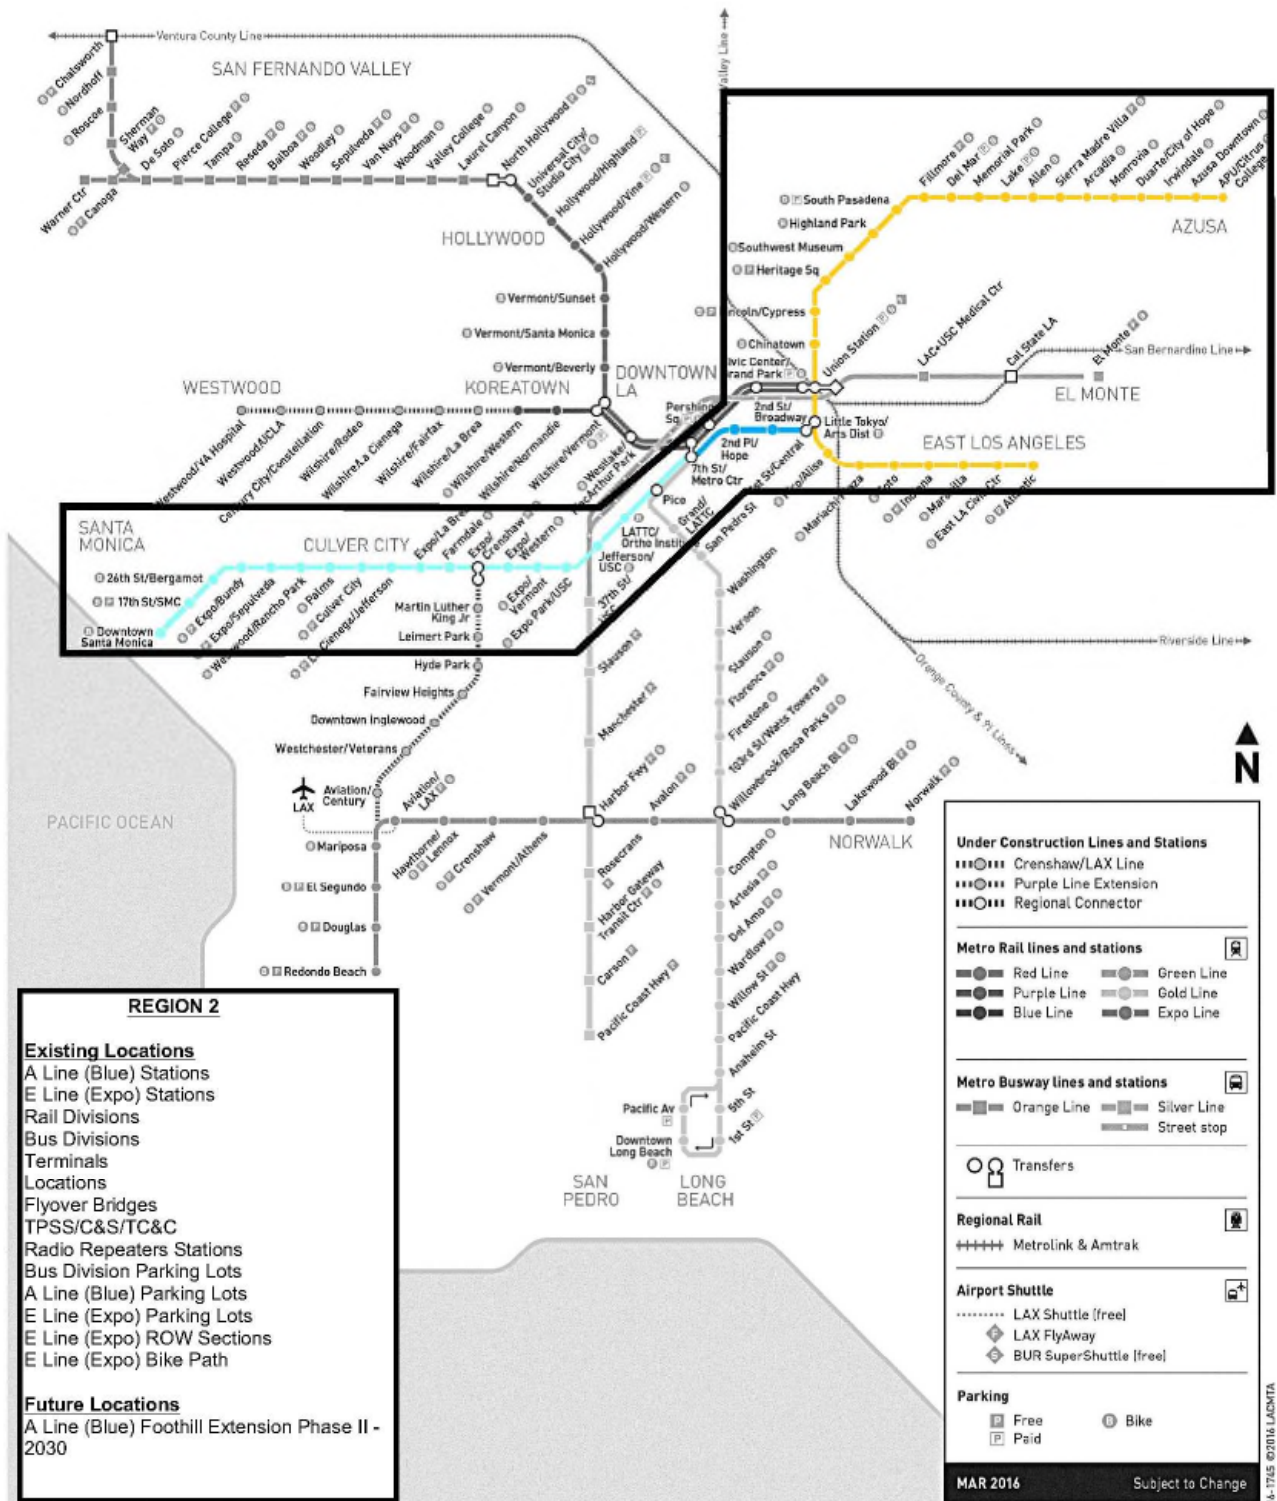 Ventura County Line
Valley Line
SAN FERNANDO VALLEY
Chatsworth
Nordhoff
Roscoe
Sherman
Way
De Soto
Pierce College
Tampa
Reseda
Balboa
Woodley
Sepulveda
Van Nuys
Woodman
Valley College
Laurel Canyon
North Hollywood
Warner Ctr
Canoga
Universal City/
Studio City
Hollywood/Highland
Hollywood/Vine
Hollywood/Western
HOLLYWOOD
Vermont/Sunset
Vermont/Santa Monica
Vermont/Beverly
Fillmore
Del Mar
Memorial Park
Lake
Allen
Sierra Madre Villa
Arcadia
Monrovia
Duarte/City of Hope
Irwindale
Azusa Downtown
APU/Citrus
College
AZUSA
South Pasadena
Highland Park
Southwest Museum
Heritage Sq
ncoln/Cypress
Chinatown
Union Station
LAC+USC Medical Ctr
Cal State LA
El Monte
San Bernardino Line
EL MONTE
WESTWOOD
KOREATOWN
DOWNTOWN
LA
ivic Center/
rand Park
Pershing
Sq
2nd St/
Broadway
Little Tokyo/
Arts Dist
2nd Pl/
Hope
7th St/
Metro Ctr
EAST LOS ANGELES
Westwood/VA Hospital
Westwood/UCLA
Century City/Constellation
Wilshire/Rodeo
Wilshire/La Cienega
Wilshire/Fairfax
Wilshire/La Brea
Wilshire/Western
Wilshire/Normandie
Wilshire/Vermont
Westlake/
MacArthur Park
1st St/Central
Pico/Aliso
Mariachi Plaza
Soto
Indiana
Maravilla
East LA Civic Ctr
Atlantic
Pico
Grand/
LATTC
San Pedro St
LATTC/
Ortho Institu
Jefferson/
USC
37th St/
USC
SANTA
MONICA
CULVER CITY
Expo/La Brea
Farmdale
Expo/
Crenshaw
Expo/
Western
Expo/
Vermont
Expo Park/USC
26th St/Bergamot
17th St/SMC
Downtown
Santa Monica
Expo/Bundy
Expo/Sepulveda
Westwood/Rancho Park
Palms
Culver City
La Cienega/Jefferson
Martin Luther
King Jr
Leimert Park
Hyde Park
Fairview Heights
Downtown Inglewood
Westchester/Veterans
Aviation/
Century
LAX
Aviation/
LAX
Washington
Vernon
Slauson
Florence
Firestone
103rd St/Watts Towers
Willowbrook/Rosa Parks
Long Beach Bl
Lakewood Bl
Norwalk
NORWALK
Riverside Line
Orange County & 91 Lines
N
Slauson
Manchester
Harbor Fwy
Avalon
PACIFIC OCEAN
Mariposa
El Segundo
Douglas
Redondo Beach
Hawthorne/
Lennox
Crenshaw
Vermont/Athens
Rosecrans
Harbor Gateway
Transit Ctr
Carson
Pacific Coast Hwy
Compton
Artesia
Del Amo
Wardlow
Willow St
Pacific Coast Hwy
Anaheim St
5th St
1st St
Pacific Av
Downtown
Long Beach
SAN
PEDRO
LONG
BEACH
REGION 2
Existing Locations
A Line (Blue) Stations
E Line (Expo) Stations
Rail Divisions
Bus Divisions
Terminals
Locations
Flyover Bridges
TPSS/C&S/TC&C
Radio Repeaters Stations
Bus Division Parking Lots
A Line (Blue) Parking Lots
E Line (Expo) Parking Lots
E Line (Expo) ROW Sections
E Line (Expo) Bike Path
Future Locations
A Line (Blue) Foothill Extension Phase II -
2030
Under Construction Lines and Stations
Crenshaw/LAX Line
Purple Line Extension
Regional Connector
Metro Rail lines and stations
Red Line Green Line
Purple Line Gold Line
Blue Line Expo Line
Metro Busway lines and stations
Orange Line Silver Line
Street stop
Transfers
Regional Rail
Metrolink & Amtrak
Airport Shuttle
LAX Shuttle (free)
F LAX FlyAway
S BUR SuperShuttle (free)
Parking
P Free B Bike
P Paid
MAR 2016 Subject to Change
6-1745 ©2016 LACMTA